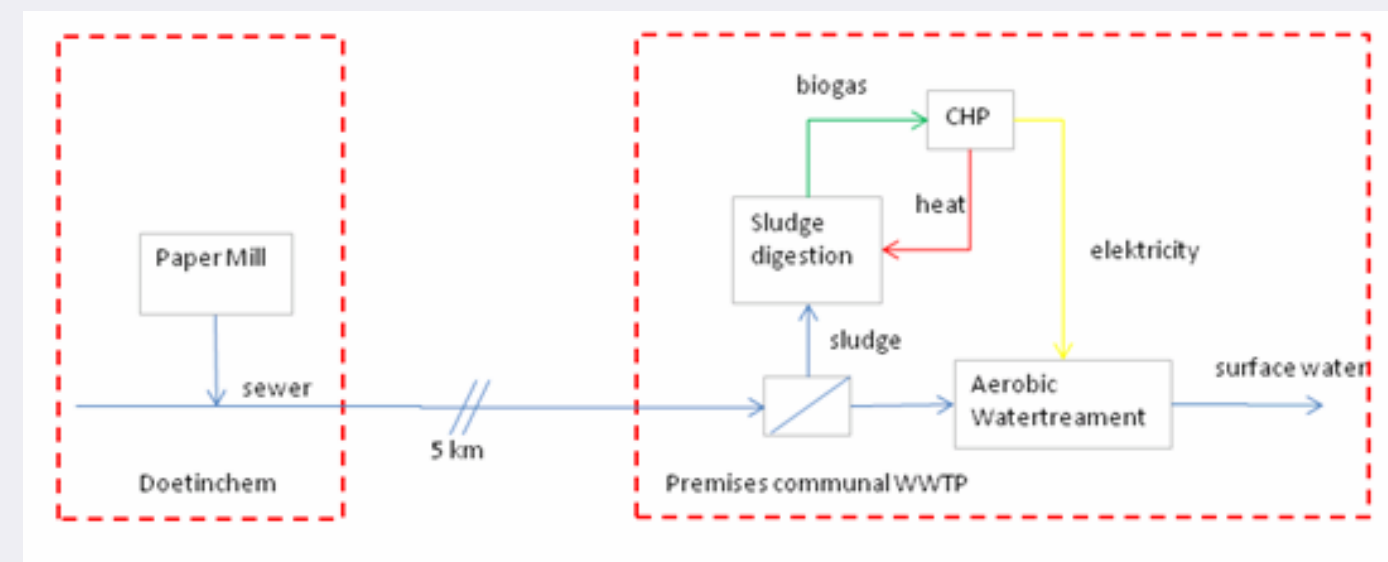 biogas
CHP
heat
Sludge
digestion
elektricity
Paper Mill
sludge
sewer
surface water
Aerobic
Watertreament
5 km
Doetinchem
Premises communal WWTP